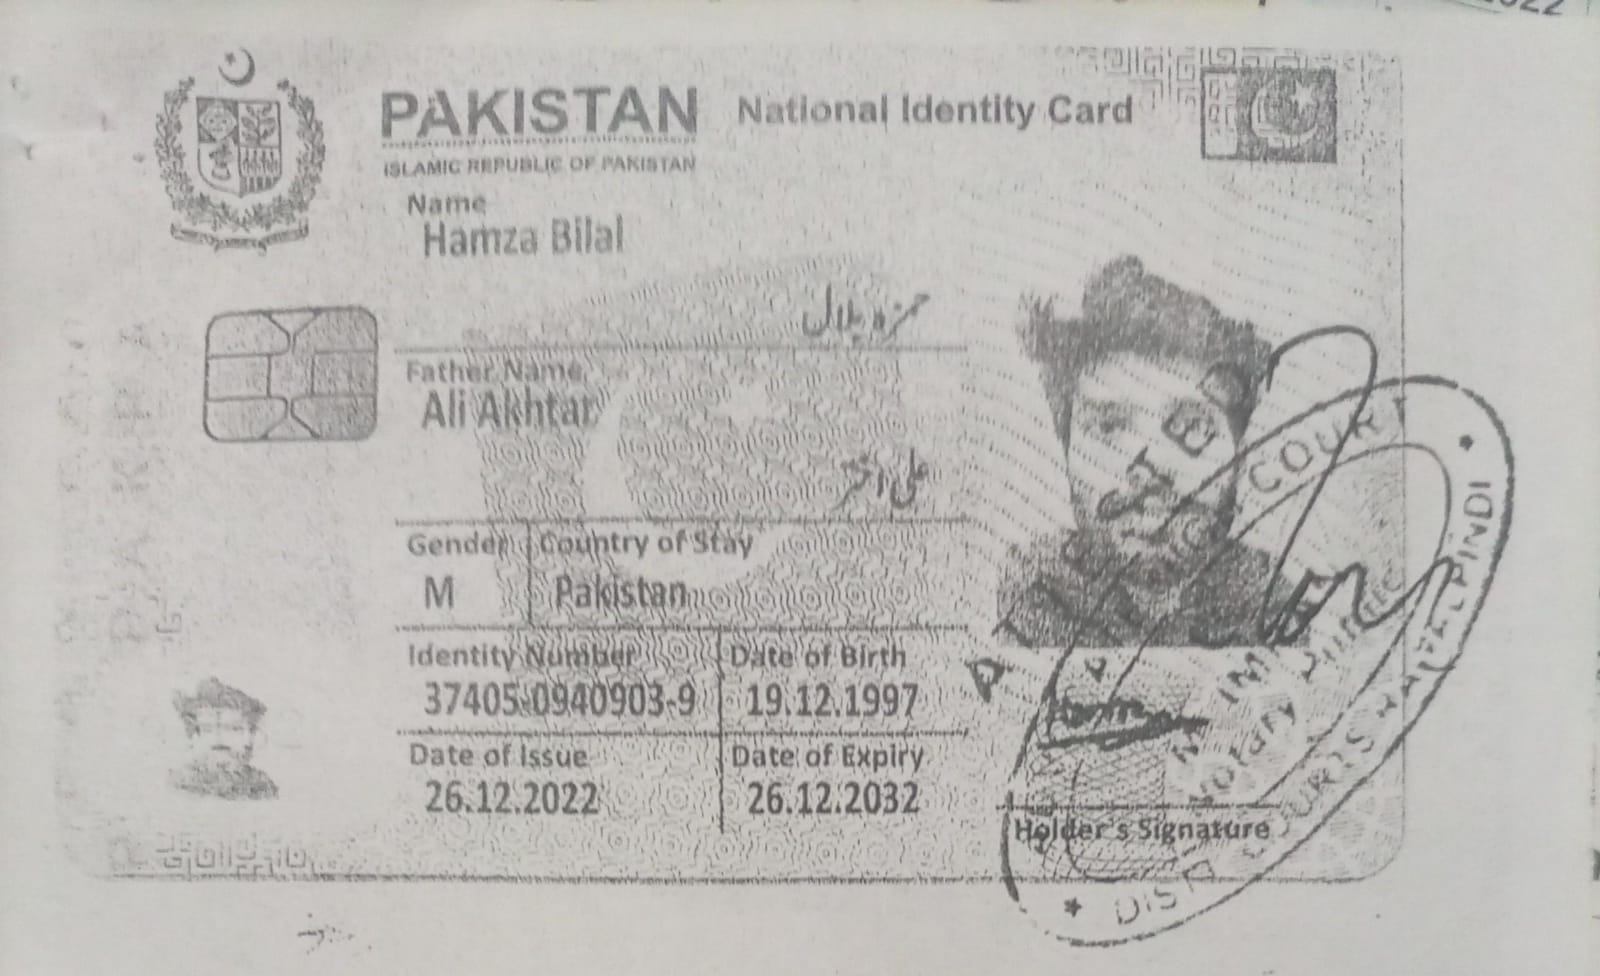 PAKISTAN National Identity Card
ISLAMIC REPUBLIC OF PAKISTAN
Name
Hamza Bilal
حمزہ بلال
Father Name
Ali Akhtar
علی اختر
Gender Country of Stay
M Pakistan
Identity Number Date of Birth
37405-0940903-9 19.12.1997
Date of Issue Date of Expiry
26.12.2022 26.12.2032
Holder's Signature
ATTESTED
COURT
DISTT COURTS RAWALPINDI
Notary Public